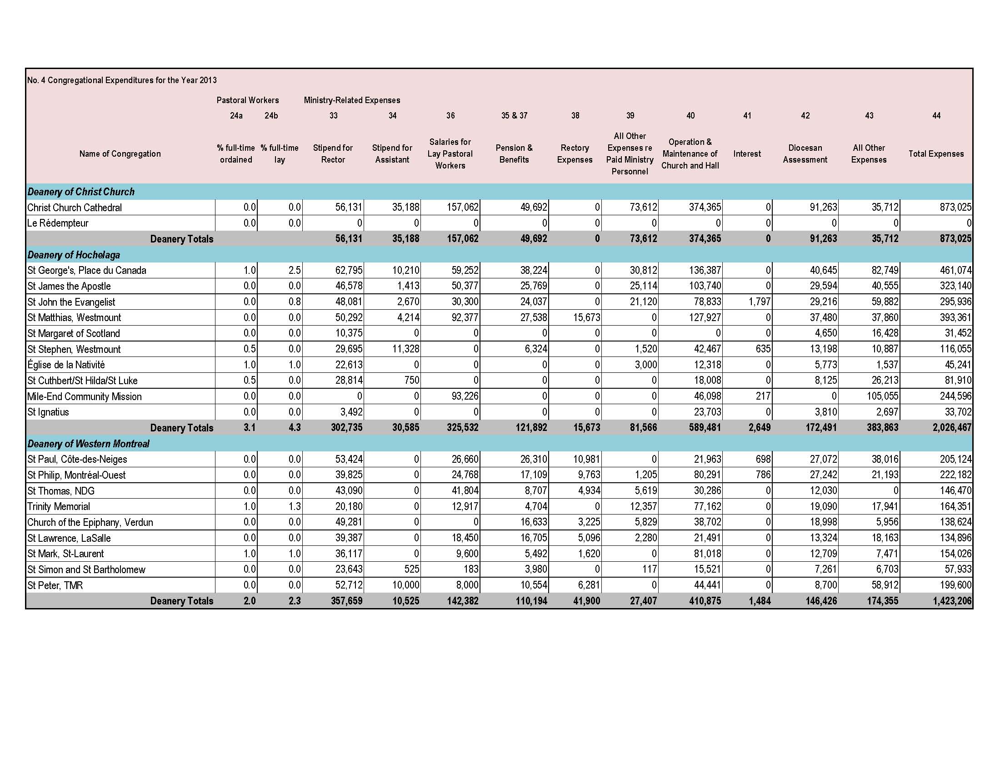 No. 4 Congregational Expenditures for the Year 2013
Pastoral Workers Ministry-Related Expenses
24a 24b 33 34 36 35 & 37 38 39 40 41 42 43 44
Name of Congregation % full-time ordained % full-time lay Stipend for Rector Stipend for Assistant Salaries for Lay Pastoral Workers Pension & Benefits Rectory Expenses All Other Expenses re Paid Ministry Personnel Operation & Maintenance of Church and Hall Interest Diocesan Assessment All Other Expenses Total Expenses
Deanery of Christ Church
Christ Church Cathedral 0.0 0.0 56,131 35,188 157,062 49,692 0 73,612 374,365 0 91,263 35,712 873,025
Le Rédempteur 0.0 0.0 0 0 0 0 0 0 0 0 0 0 0
Deanery Totals 56,131 35,188 157,062 49,692 0 73,612 374,365 0 91,263 35,712 873,025
Deanery of Hochelaga
St George's, Place du Canada 1.0 2.5 62,795 10,210 59,252 38,224 0 30,812 136,387 0 40,645 82,749 461,074
St James the Apostle 0.0 0.0 46,578 1,413 50,377 25,769 0 25,114 103,740 0 29,594 40,555 323,140
St John the Evangelist 0.0 0.8 48,081 2,670 30,300 24,037 0 21,120 78,833 1,797 29,216 59,882 295,936
St Matthias, Westmount 0.0 0.0 50,292 4,214 92,377 27,538 15,673 0 127,927 0 37,480 37,860 393,361
St Margaret of Scotland 0.0 0.0 10,375 0 0 0 0 0 0 0 4,650 16,428 31,452
St Stephen, Westmount 0.5 0.0 29,695 11,328 0 6,324 0 1,520 42,467 635 13,198 10,887 116,055
Église de la Nativité 1.0 1.0 22,613 0 0 0 0 3,000 12,318 0 5,773 1,537 45,241
St Cuthbert/St Hilda/St Luke 0.5 0.0 28,814 750 0 0 0 0 18,008 0 8,125 26,213 81,910
Mile-End Community Mission 0.0 0.0 0 0 93,226 0 0 0 46,098 217 0 105,055 244,596
St Ignatius 0.0 0.0 3,492 0 0 0 0 0 23,703 0 3,810 2,697 33,702
Deanery Totals 3.1 4.3 302,735 30,585 325,532 121,892 15,673 81,566 589,481 2,649 172,491 383,863 2,026,467
Deanery of Western Montreal
St Paul, Côte-des-Neiges 0.0 0.0 53,424 0 26,660 26,310 10,981 0 21,963 698 27,072 38,016 205,124
St Philip, Montréal-Ouest 0.0 0.0 39,825 0 24,768 17,109 9,763 1,205 80,291 786 27,242 21,193 222,182
St Thomas, NDG 0.0 0.0 43,090 0 41,804 8,707 4,934 5,619 30,286 0 12,030 0 146,470
Trinity Memorial 1.0 1.3 20,180 0 12,917 4,704 0 12,357 77,162 0 19,090 17,941 164,351
Church of the Epiphany, Verdun 0.0 0.0 49,281 0 0 16,633 3,225 5,829 38,702 0 18,998 5,956 138,624
St Lawrence, LaSalle 0.0 0.0 39,387 0 18,450 16,705 5,096 2,280 21,491 0 13,324 18,163 134,896
St Mark, St-Laurent 1.0 1.0 36,117 0 9,600 5,492 1,620 0 81,018 0 12,709 7,471 154,026
St Simon and St Bartholomew 0.0 0.0 23,643 525 183 3,980 0 117 15,521 0 7,261 6,703 57,933
St Peter, TMR 0.0 0.0 52,712 10,000 8,000 10,554 6,281 0 44,441 0 8,700 58,912 199,600
Deanery Totals 2.0 2.3 357,659 10,525 142,382 110,194 41,900 27,407 410,875 1,484 146,426 174,355 1,423,206